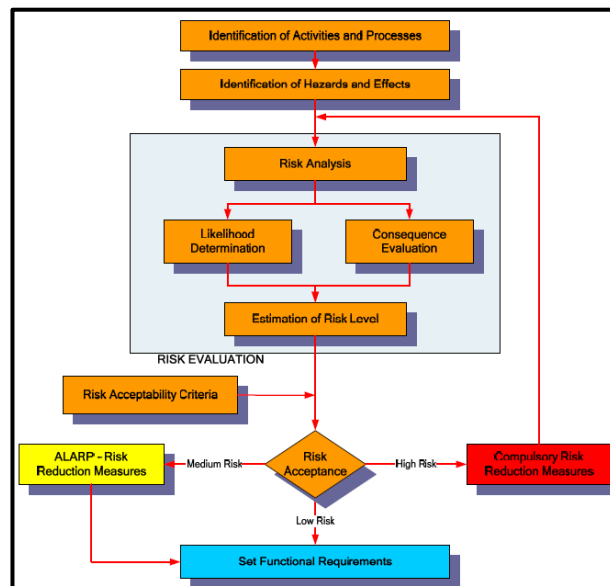 Identification of Activities and Processes
Identification of Hazards and Effects
Risk Analysis
Likelihood
Determination
Consequence
Evaluation
Estimation of Risk Level
RISK EVALUATION
Risk Acceptability Criteria
ALARP - Risk
Reduction Measures
Medium Risk
Risk
Acceptance
High Risk
Compulsory Risk
Reduction Measures
Low Risk
Set Functional Requirements